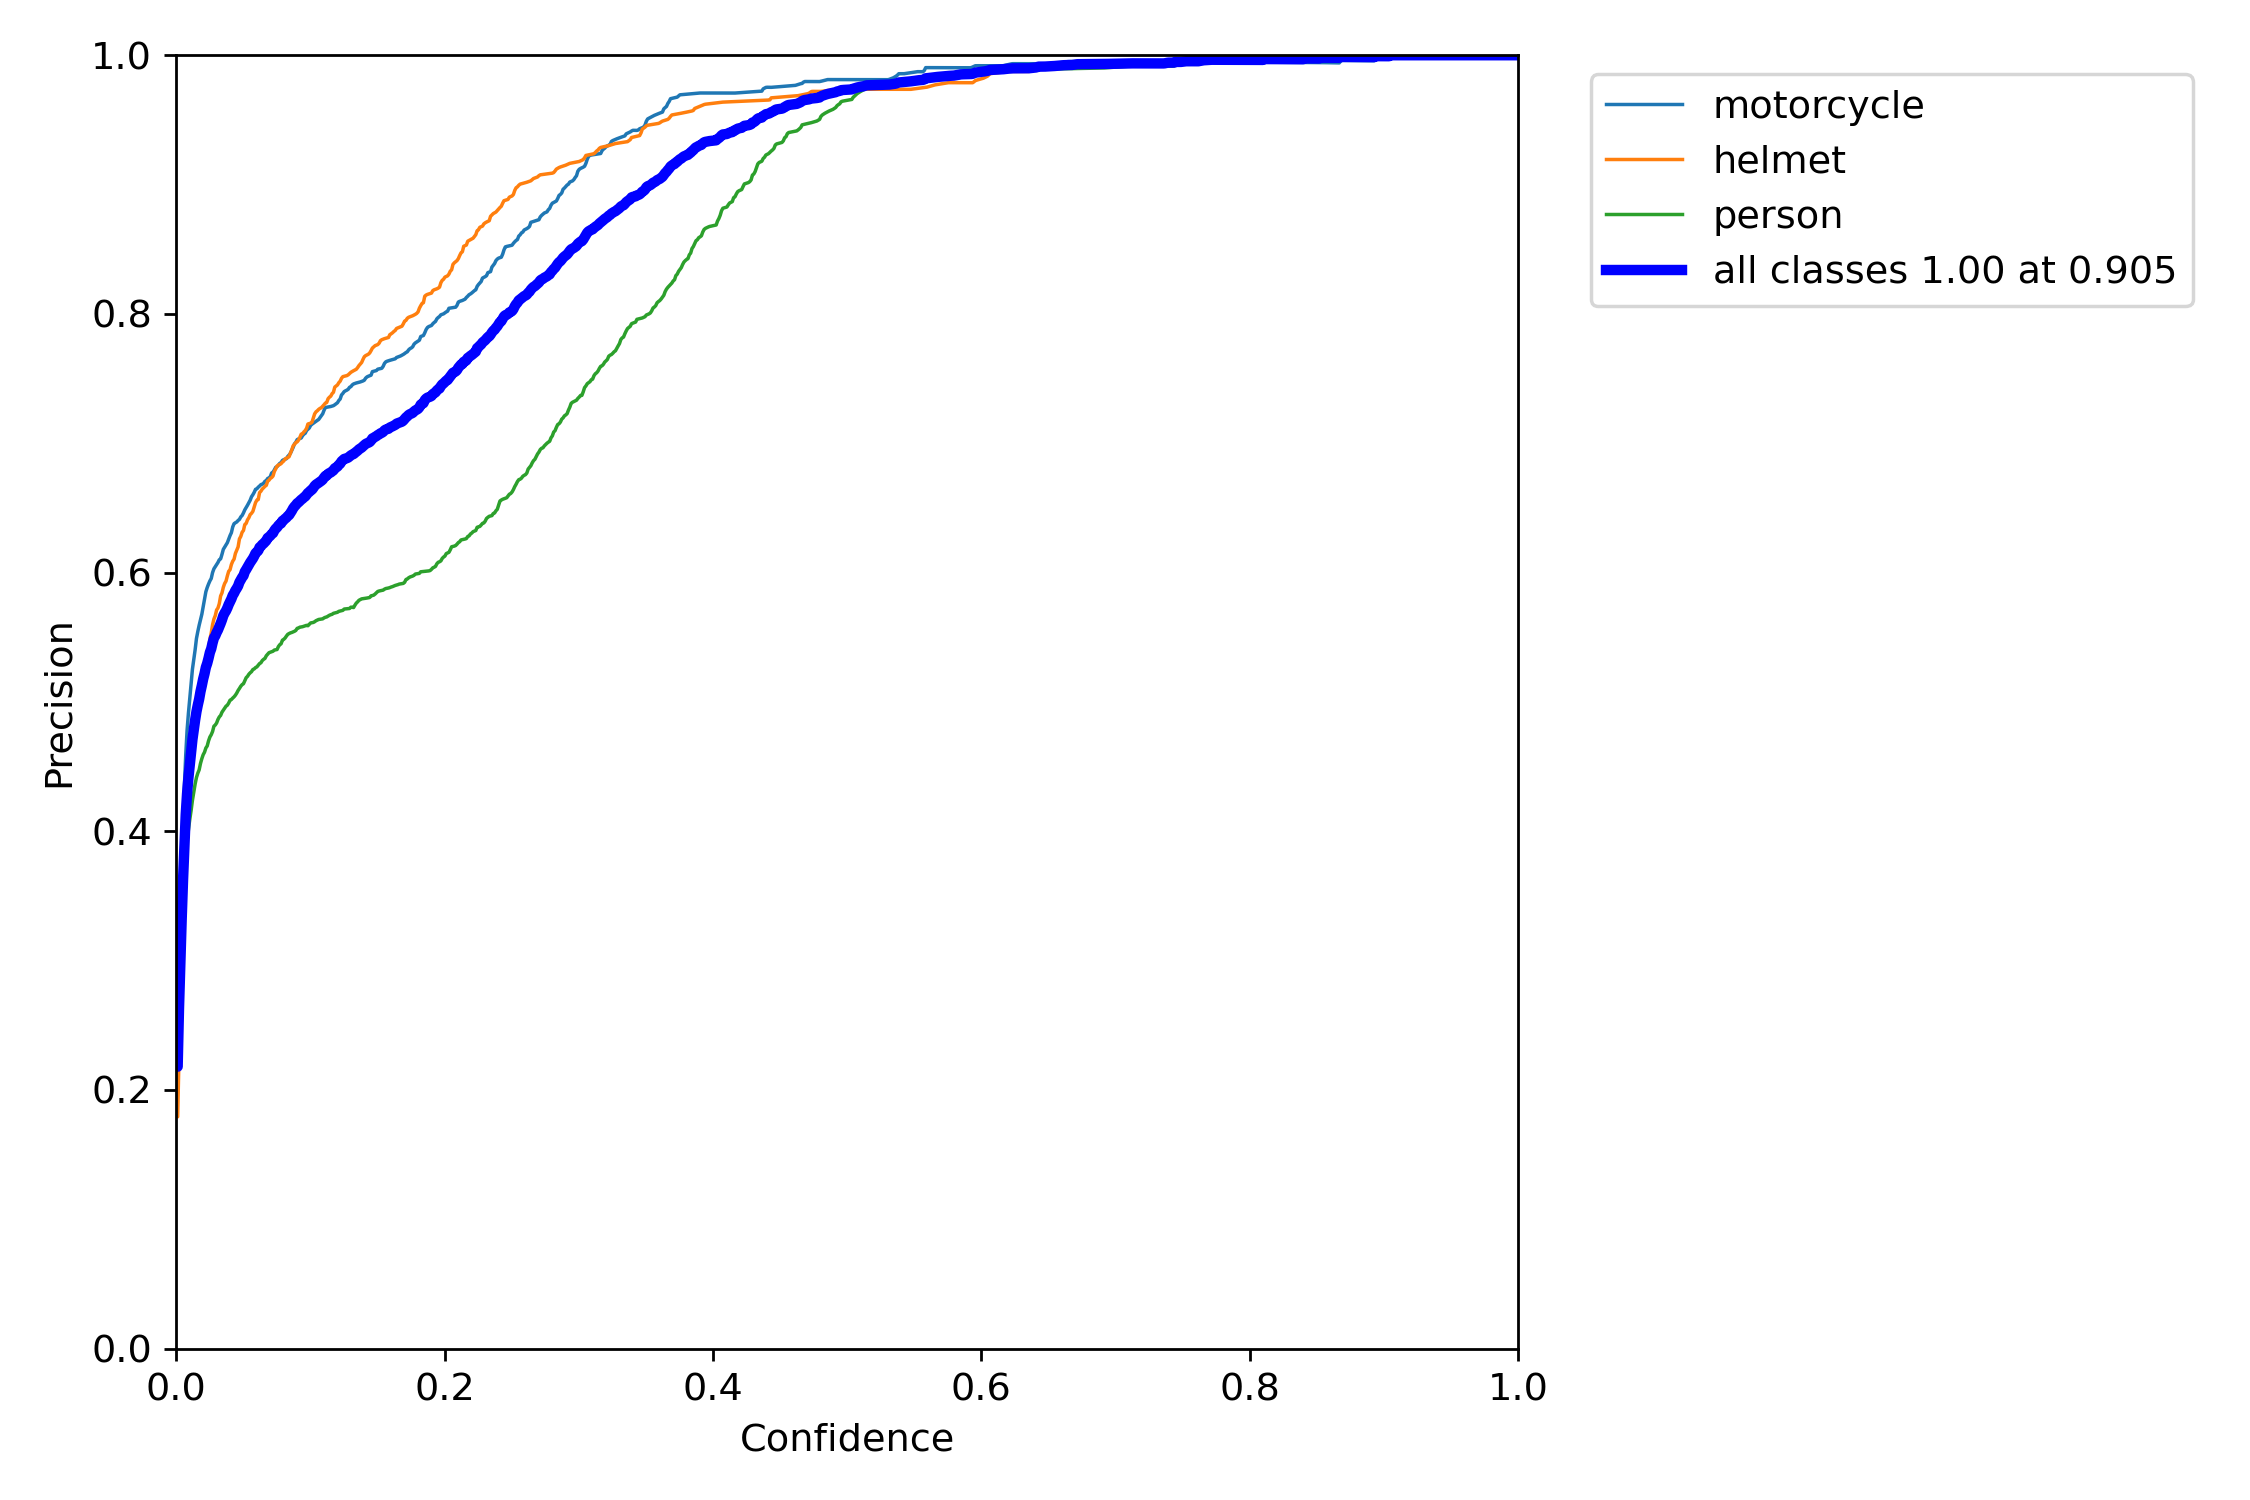 1.0
0.8
0.6
0.4
0.2
0.0
Precision
0.0 0.2 0.4 0.6 0.8 1.0
Confidence
motorcycle
helmet
person
all classes 1.00 at 0.905